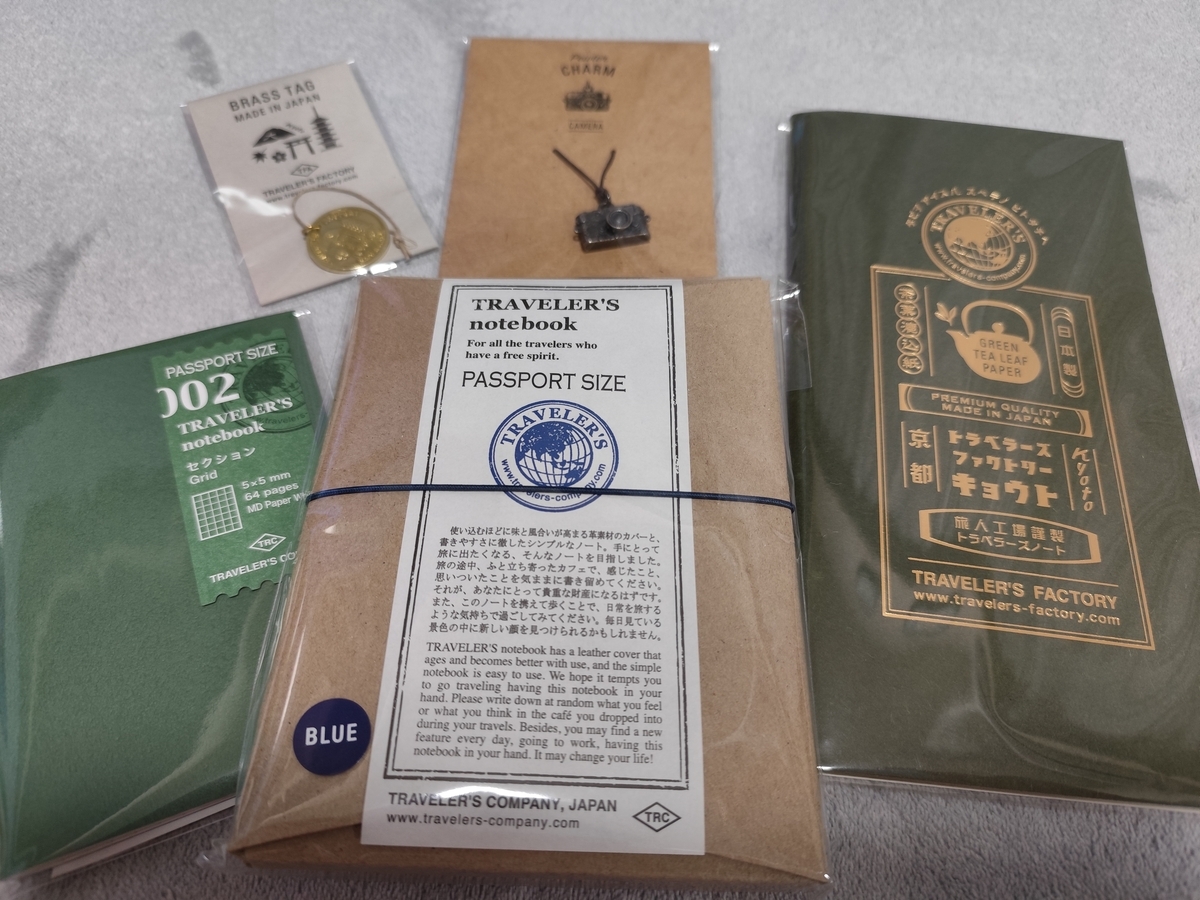 BRASS TAG
MADE IN JAPAN
TRC
TRAVELER'S FACTORY
CHARM
CAMERA
PASSPORT SIZE
002
TRAVELER'S
notebook
セクション
Grid
5×5 mm
64 pages
MD Paper
TRC
TRAVELER'S
TRAVELER'S
notebook
For all the travelers who
have a free spirit.
PASSPORT SIZE
TRAVELER'S
www.travelers-company.com
使い込むほどに味と風合いが高まる革素材のカバーと、
書きやすさに徹したシンプルなノート。手にとって
旅に出たくなる、そんなノートを目指しました。
旅の途中、ふと立ち寄ったカフェで、感じたこと、
思いついたことを気ままに書き留めてください。
それが、あなたにとって貴重な財産になるはずです。
また、このノートを携えて歩くことで、日常を旅する
ような気持ちで過ごしてみてください。毎日見ている
景色の中に新しい顔を見つけられるかもしれません。
TRAVELER'S notebook has a leather cover that
ages and becomes better with use, and the simple
notebook is easy to use. We hope it tempts you
to go traveling having this notebook in your
hand. Please write down at random what you feel
or what you think in the café you dropped into
during your travels. Besides, you may find a new
feature every day, going to work, having this
notebook in your hand. It may change your life!
BLUE
TRAVELER'S COMPANY, JAPAN
www.travelers-company.com
TRC
TRAVELER'S
www.travelers-company.com
GREEN
TEA LEAF
PAPER
日本製
PREMIUM QUALITY
MADE IN JAPAN
京都
トラベラーズ
ファクトリー
キョウト
Kyoto
旅人工場謹製
トラベラーズノート
TRAVELER'S FACTORY
www.travelers-factory.com